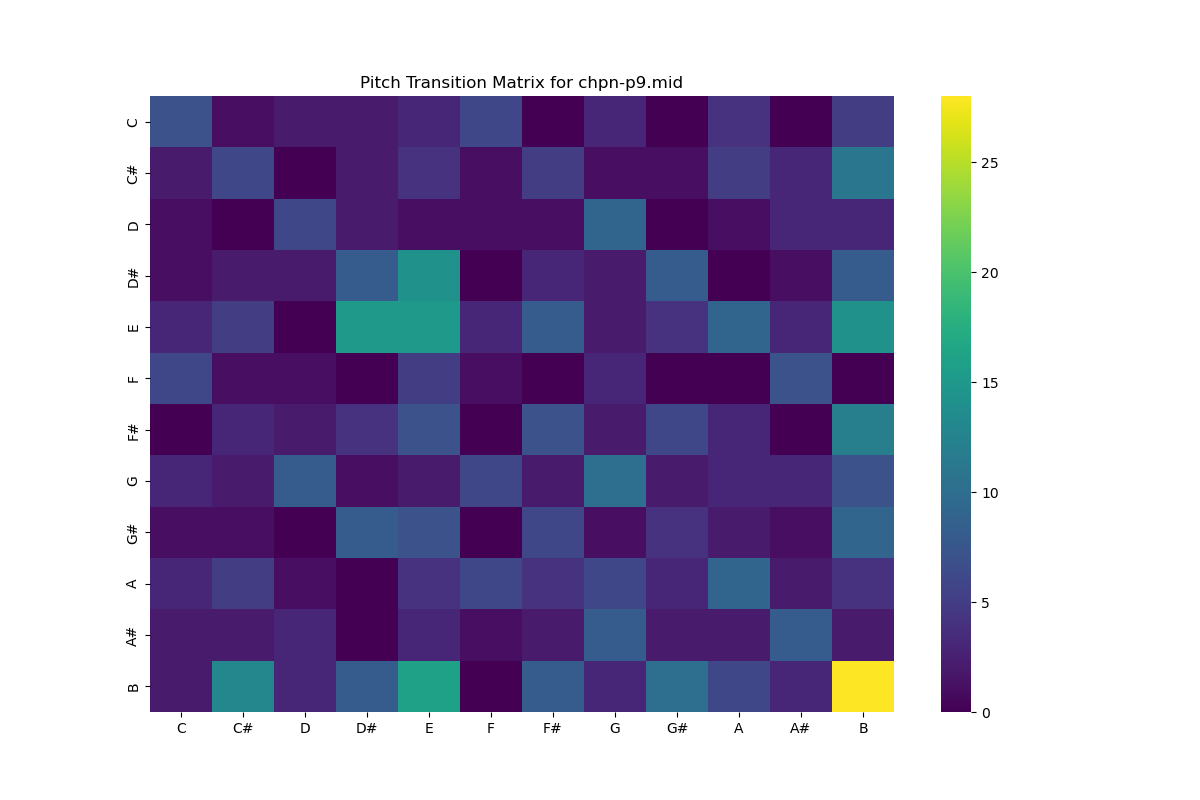 Pitch Transition Matrix for chpn-p9.mid
C
C#
D
D#
E
F
F#
G
G#
A
A#
B
C C# D D# E F F# G G# A A# B
25
20
15
10
5
0